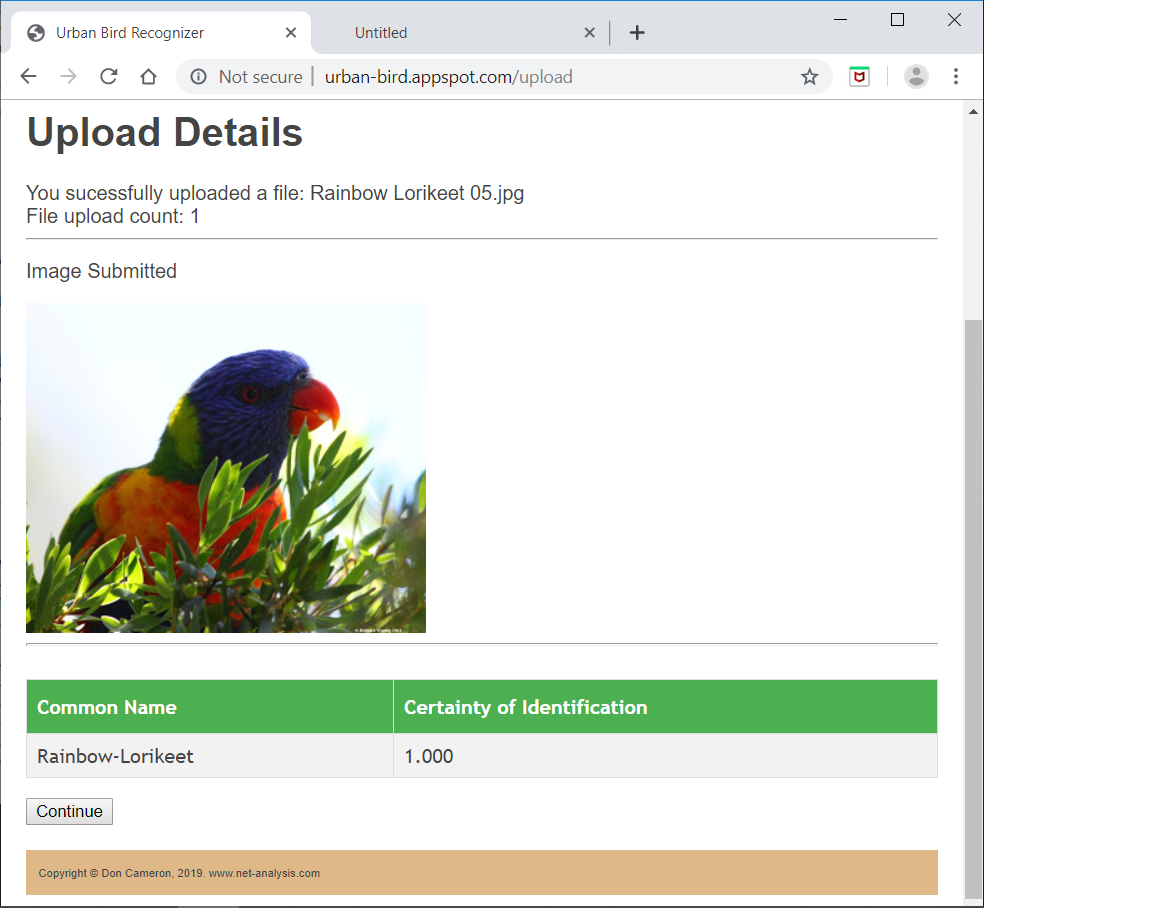 Urban Bird Recognizer
Untitled
Not secure | urban-bird.appspot.com/upload
Upload Details
You sucessfully uploaded a file: Rainbow Lorikeet 05.jpg
File upload count: 1
Image Submitted
Common Name Certainty of Identification
Rainbow-Lorikeet 1.000
Continue
Copyright © Don Cameron, 2019. www.net-analysis.com